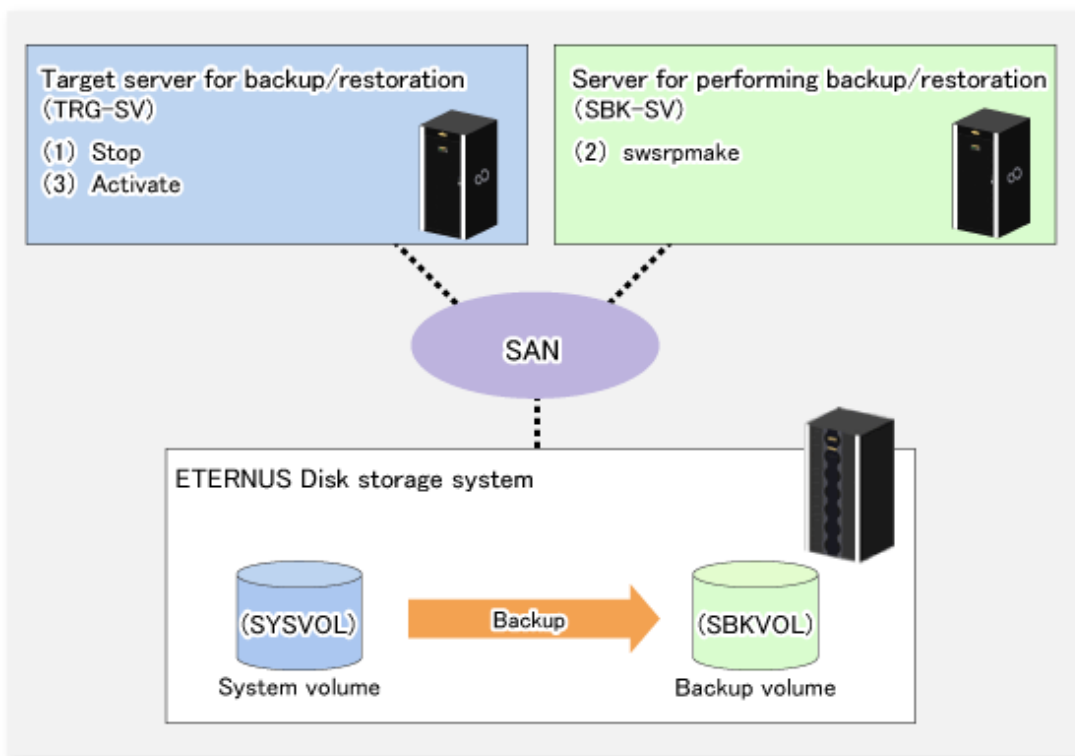 Target server for backup/restoration
(TRG-SV)
(1) Stop
(3) Activate
Server for performing backup/restoration
(SBK-SV)
(2) swsrpmake
SAN
ETERNUS Disk storage system
(SYSVOL)
Backup
(SBKVOL)
System volume
Backup volume